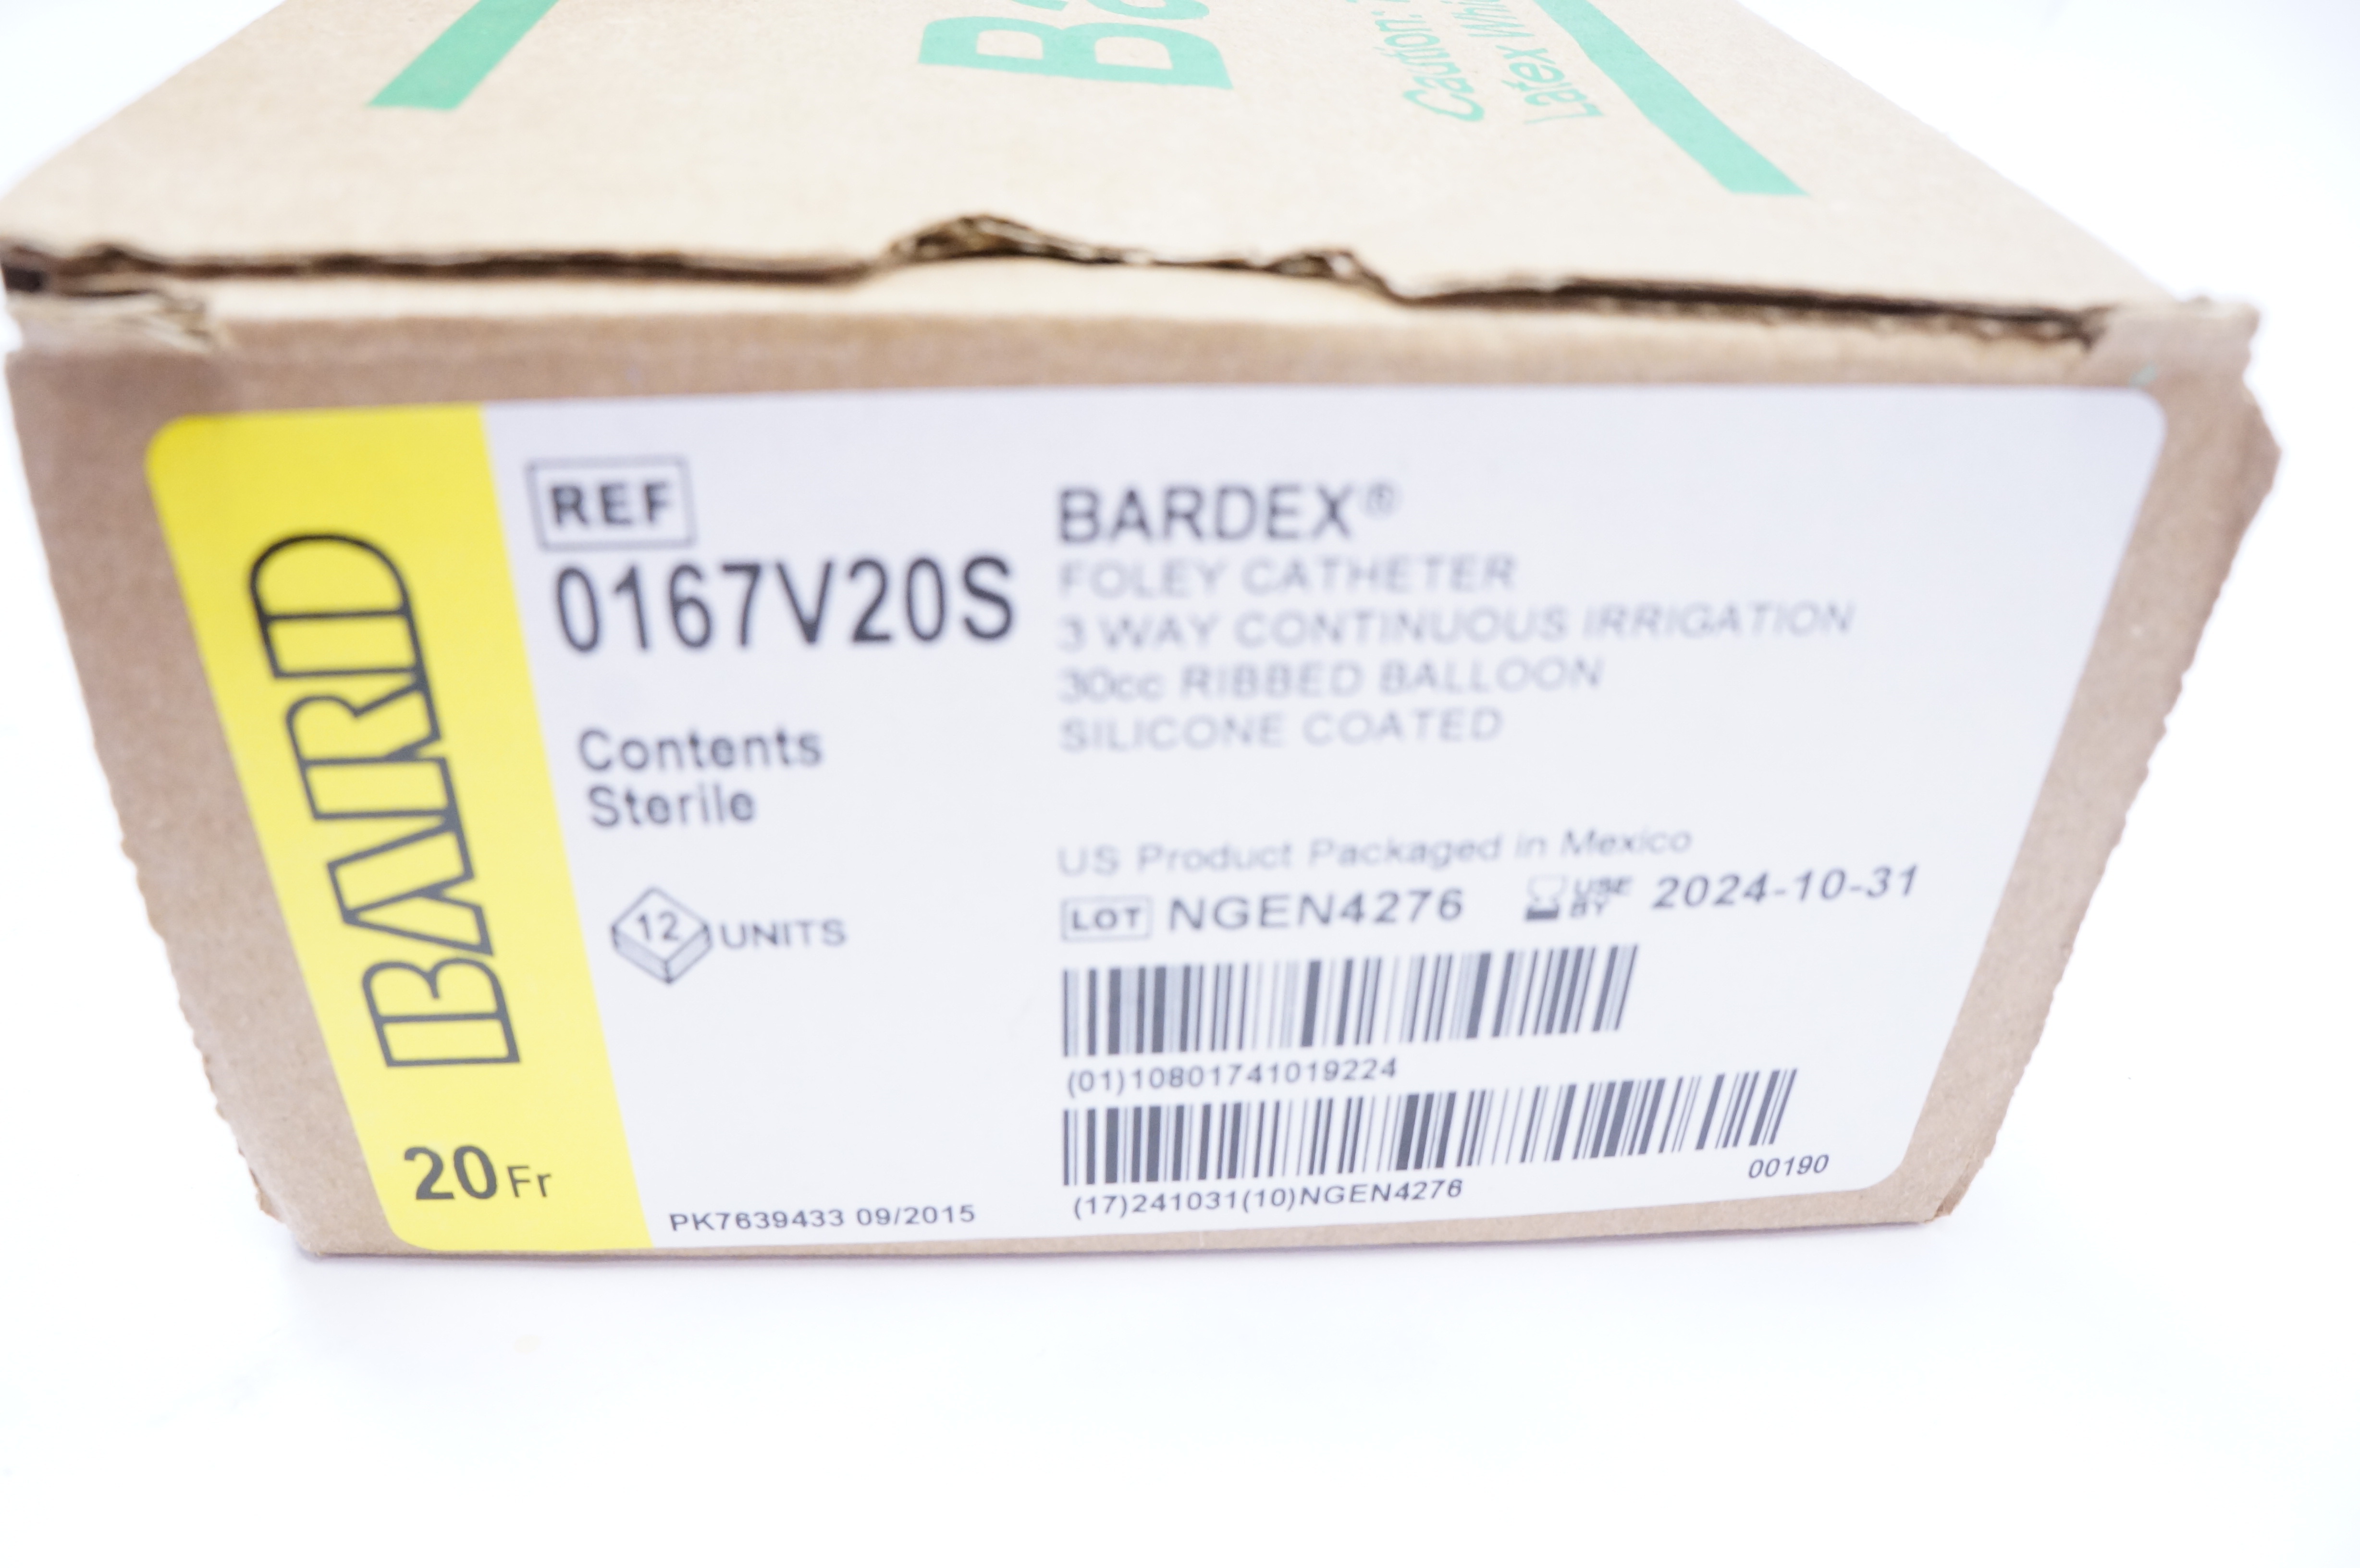 Caution:
Latex
BARD
20 Fr
REF
0167V20S
Contents
Sterile
12 UNITS
PK7639433 09/2015
BARDEX®
FOLEY CATHETER
3 WAY CONTINUOUS IRRIGATION
30cc RIBBED BALLOON
SILICONE COATED
US Product Packaged in Mexico
LOT NGEN4276 USE BY 2024-10-31
(01)10801741019224
(17)241031(10)NGEN4276
00190